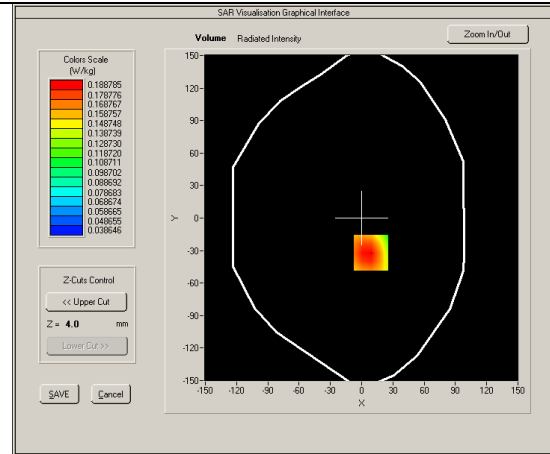 SAR Visualisation Graphical Interface
Volume Radiated Intensity
Zoom In/Out
Colors Scale
(W/kg)
0.188785
0.178776
0.168767
0.158757
0.148748
0.138739
0.128730
0.118720
0.108711
0.098702
0.088692
0.078683
0.068674
0.058665
0.048655
0.038646
Z-Cuts Control
<< Upper Cut
Z = 4.0 mm
Lower Cut >>
SAVE
Cancel
150
120
90
60
30
0
-30
-60
-90
-120
-150
Y
-150 -120 -90 -60 -30 0 30 60 90 120 150
X